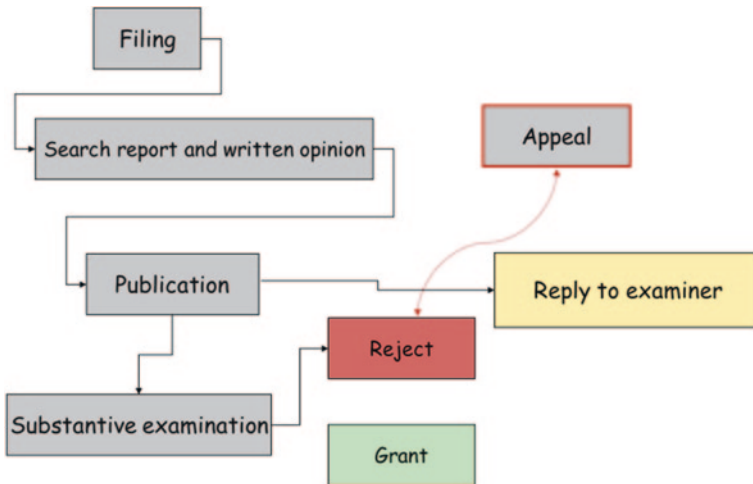 Filing
Search report and written opinion
Appeal
Publication
Reply to examiner
Reject
Substantive examination
Grant